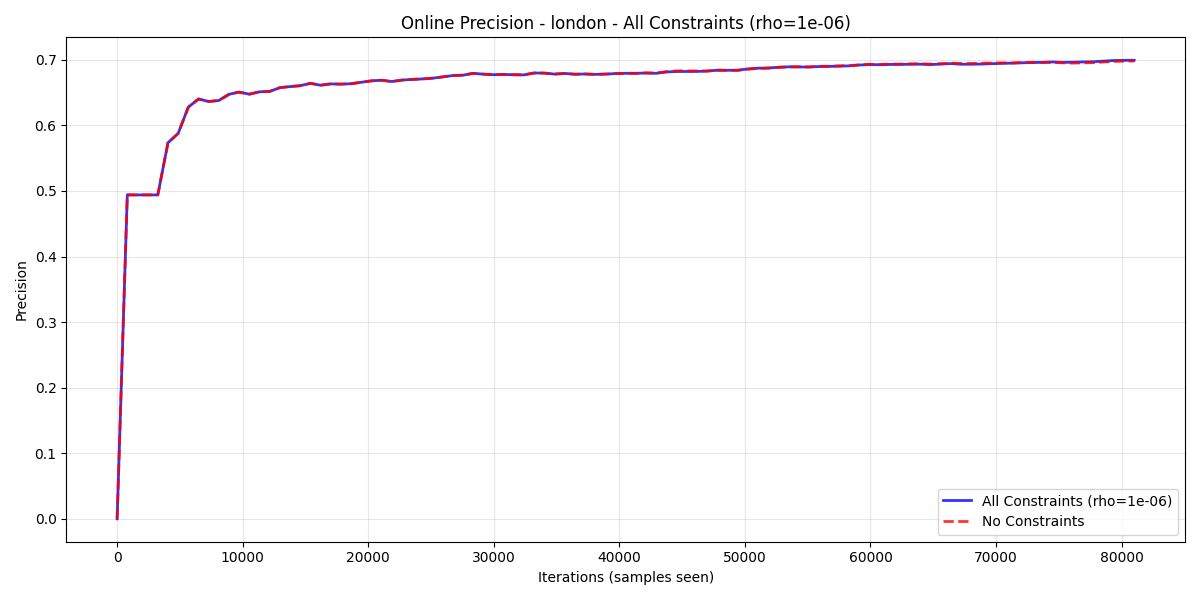 Online Precision - london - All Constraints (rho=1e-06)
0.7
0.6
0.5
0.4
0.3
0.2
0.1
0.0
Precision
All Constraints (rho=1e-06)
No Constraints
0 10000 20000 30000 40000 50000 60000 70000 80000
Iterations (samples seen)